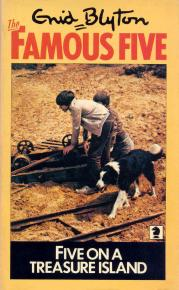 Enid Blyton
The
FAMOUS FIVE
FIVE ON A
TREASURE ISLAND